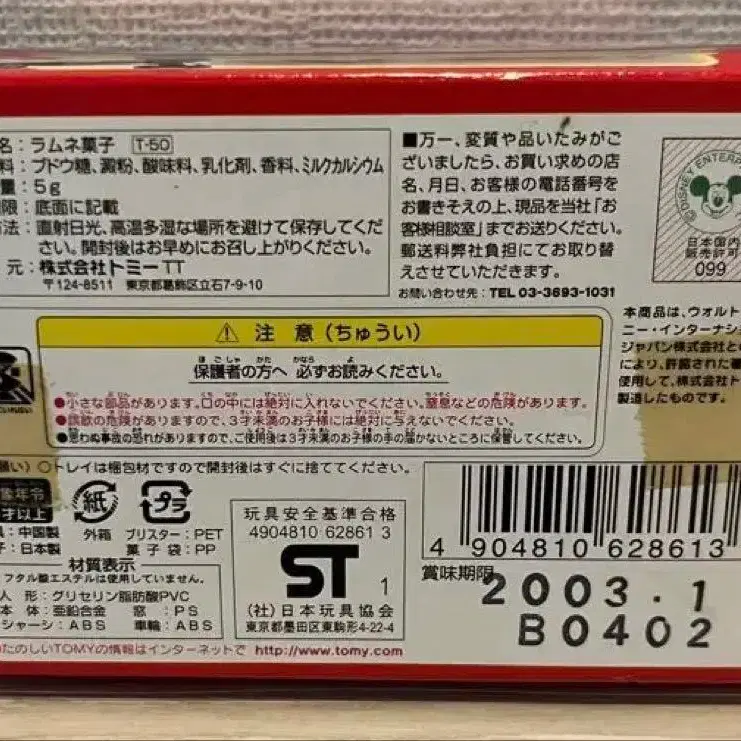 名：ラムネ菓子 T-50
料：ブドウ糖、澱粉、酸味料、乳化剤、香料、ミルクカルシウム
量：5g
限：底面に記載
方法：直射日光、高温多湿な場所を避けて保存してくだ
さい。開封後はお早めにお召し上がりください。
元：株式会社トミーTT
〒124-8511 東京都葛飾区立石7-9-10
■万一、変質や品いたみがご
ざいましたら、お買い求めの店
名、月日、お客様の電話番号を
お書きそえの上、現品を当社「お
客様相談室」までお送りください。
郵送料弊社負担にてお取り替
えさせていただきます。
お問い合わせ先：TEL 03-3693-1031
©DISNEY ENTERP
日本国内
販売許可
099
本商品は、ウォルト
ニー・インターナショ
ジャパン株式会社との
により、許諾された著
使用して、株式会社ト
製造したものです。
⚠ 注意（ちゅうい）
保護者の方へ 必ずお読みください。
●小さな部品があります。口の中には絶対に入れないでください。窒息などの危険があります。
●誤飲の危険がありますので、3才未満のお子様には絶対に与えないでください。
●思わぬ事故の恐れがありますので、ご使用後は3才未満のお子様の手の届かないところに保管してください。
願い）○トレイは梱包材ですので開封後はすぐに捨ててください。
対象年令
才以上
紙
外箱
プラ
ブリスター：PET
菓子袋：PP
具：中国製
子：日本製
材質表示
フタル酸エステルは使用していません。
人形：グリセリン脂肪酸PVC
本体：亜鉛合金 窓：PS
シャーシ：ABS 車輪：ABS
玩具安全基準合格
4904810 62861 3
ST 1
（社）日本玩具協会
東京都墨田区東駒形4-22-4
4 904810 628613
賞味期限
2003.1
B0402
のたのしいTOMYの情報はインターネットで http://www.tomy.com